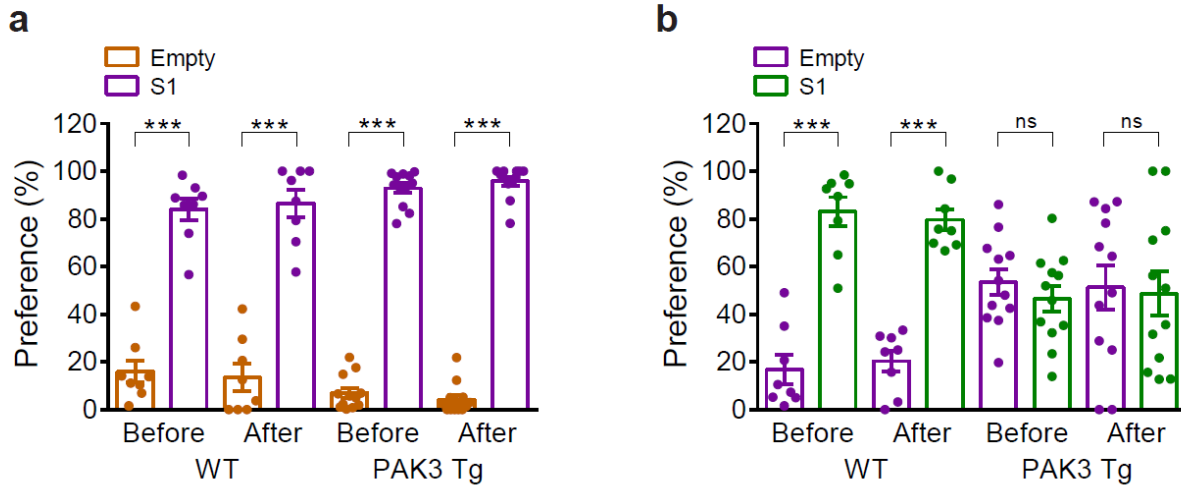 a
Empty
S1
*** *** *** ***
Preference (%)
120
100
80
60
40
20
0
Before After Before After
WT PAK3 Tg
b
Empty
S1
*** *** ns ns
Preference (%)
120
100
80
60
40
20
0
Before After Before After
WT PAK3 Tg